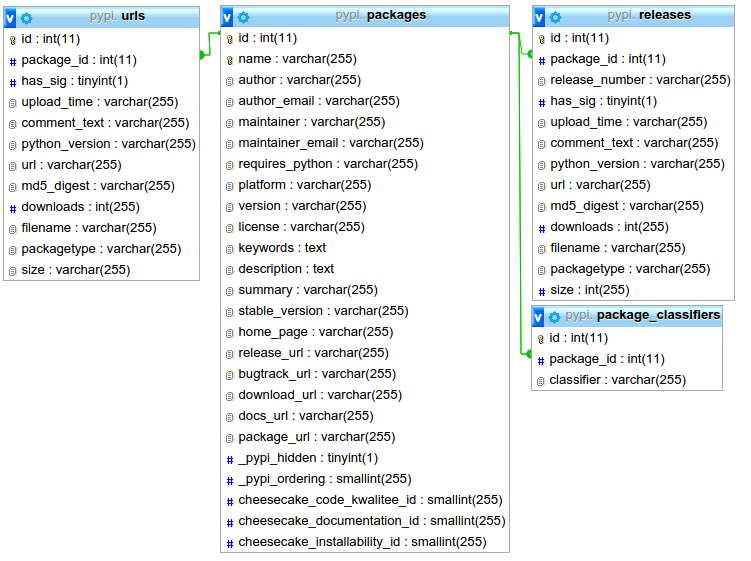 pypi. urls
id : int(11)
package_id : int(11)
has_sig : tinyint(1)
upload_time : varchar(255)
comment_text : varchar(255)
python_version : varchar(255)
url : varchar(255)
md5_digest : varchar(255)
downloads : int(255)
filename : varchar(255)
packagetype : varchar(255)
size : varchar(255)
pypi. packages
id : int(11)
name : varchar(255)
author : varchar(255)
author_email : varchar(255)
maintainer : varchar(255)
maintainer_email : varchar(255)
requires_python : varchar(255)
platform : varchar(255)
version : varchar(255)
license : varchar(255)
keywords : text
description : text
summary : varchar(255)
stable_version : varchar(255)
home_page : varchar(255)
release_url : varchar(255)
bugtrack_url : varchar(255)
download_url : varchar(255)
docs_url : varchar(255)
package_url : varchar(255)
_pypi_hidden : tinyint(1)
_pypi_ordering : smallint(255)
cheesecake_code_kwalitee_id : smallint(255)
cheesecake_documentation_id : smallint(255)
cheesecake_installability_id : smallint(255)
pypi. releases
id : int(11)
package_id : int(11)
release_number : varchar(255)
has_sig : tinyint(1)
upload_time : varchar(255)
comment_text : varchar(255)
python_version : varchar(255)
url : varchar(255)
md5_digest : varchar(255)
downloads : int(255)
filename : varchar(255)
packagetype : varchar(255)
size : int(255)
pypi. package_classifiers
id : int(11)
package_id : int(11)
classifier : varchar(255)